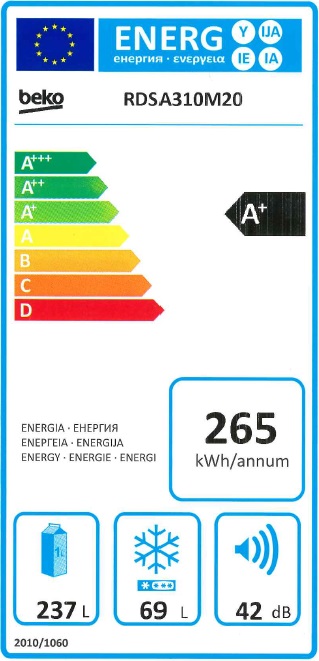 ENERG Y IJA
енергия · ενεργεια IE IA
beko RDSA310M20
A+++
A++
A+
A
B
C
D
A+
ENERGIA · ЕНЕРГИЯ
ΕΝΕΡΓΕΙΑ · ENERGIJA
ENERGY · ENERGIE · ENERGI
265
kWh/annum
1L
237 L
69 L
42 dB
2010/1060